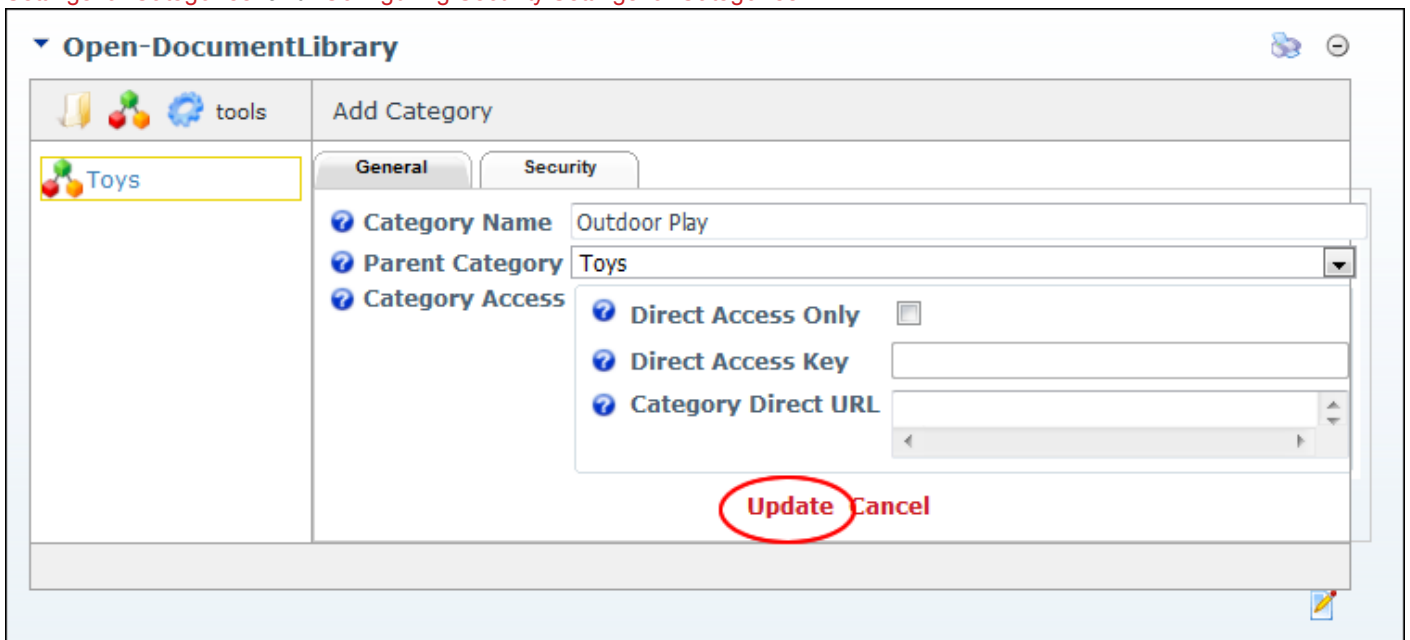 Open-DocumentLibrary
tools
Add Category
Toys
General
Security
Category Name
Outdoor Play
Parent Category
Toys
Category Access
Direct Access Only
Direct Access Key
Category Direct URL
Update Cancel